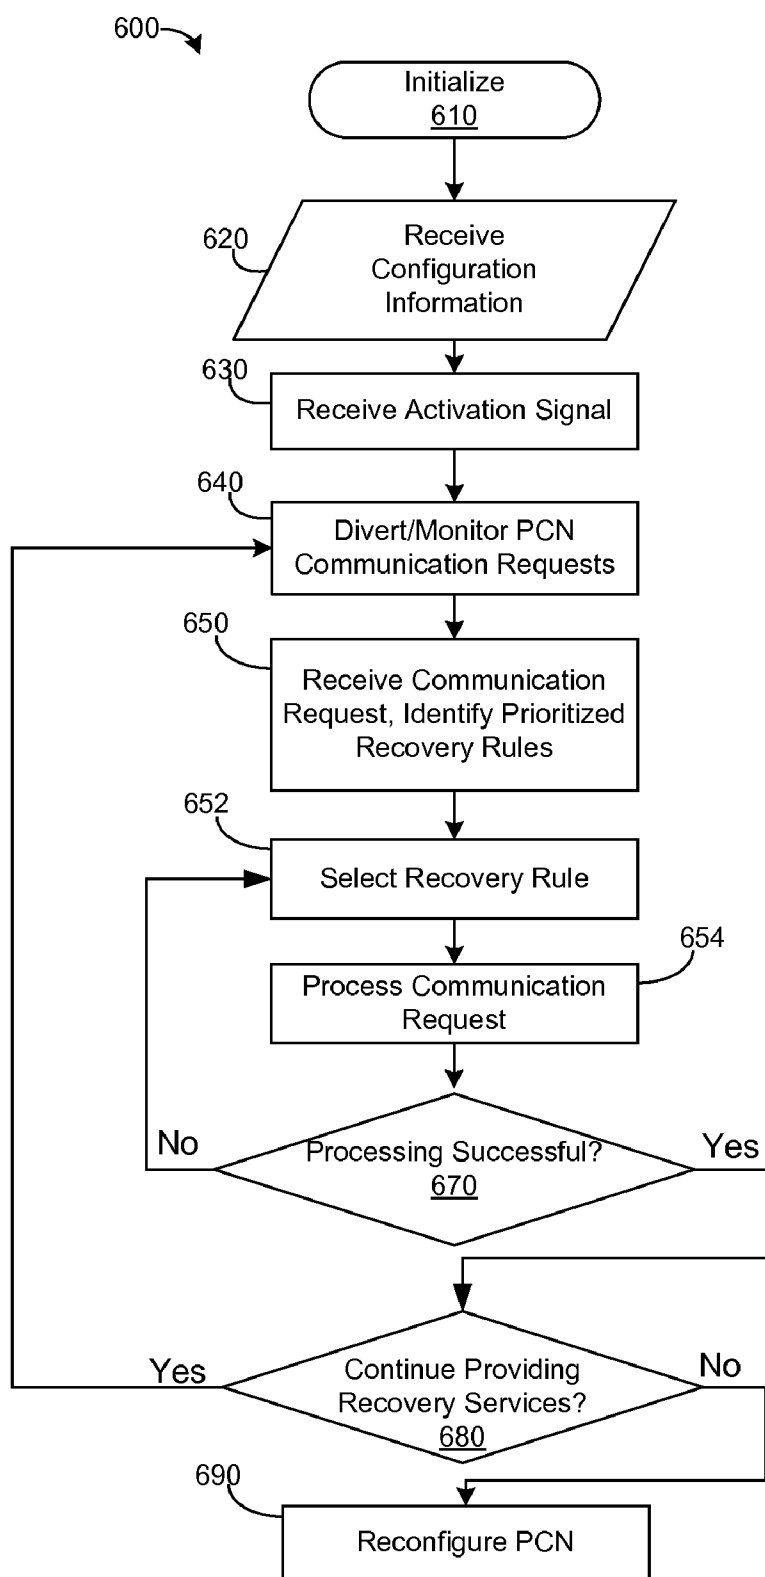 600
Initialize
610
620
Receive
Configuration
Information
630
Receive Activation Signal
640
Divert/Monitor PCN
Communication Requests
650
Receive Communication
Request, Identify Prioritized
Recovery Rules
652
Select Recovery Rule
654
Process Communication
Request
No
Processing Successful?
670
Yes
Yes
Continue Providing
Recovery Services?
680
No
690
Reconfigure PCN